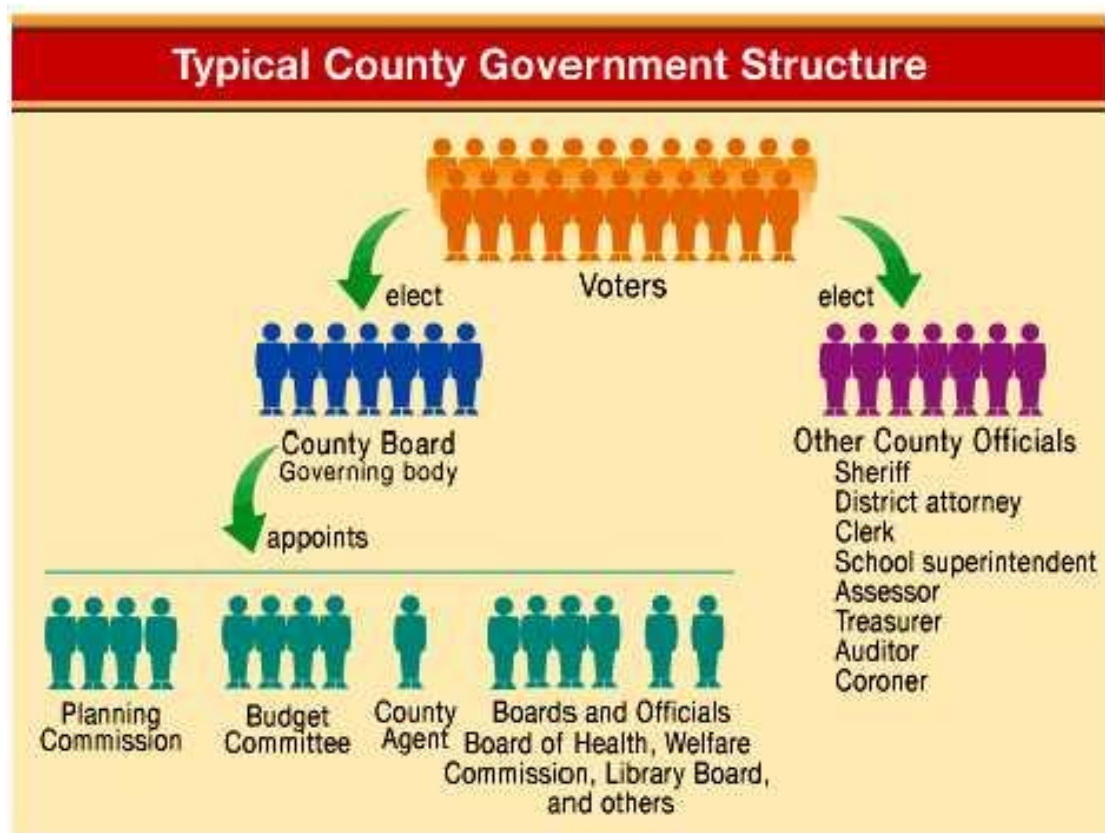 Typical County Government Structure
Voters
elect
elect
County Board
Governing body
appoints
Other County Officials
Sheriff
District attorney
Clerk
School superintendent
Assessor
Treasurer
Auditor
Coroner
Planning
Commission
Budget
Committee
County
Agent
Boards and Officials
Board of Health, Welfare
Commission, Library Board,
and others